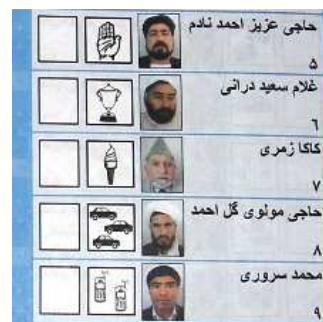 حاجی عزیز احمد نادم
۵
غلام سعید درانی
٦
کاکا زمری
۷
حاجی مولوی گل احمد
۸
محمد سروری
۹